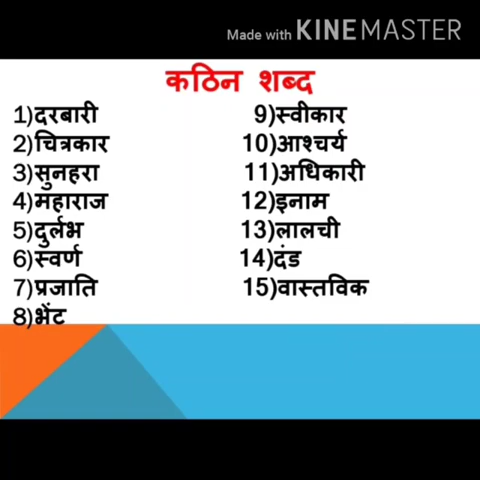 Made with KINEMASTER
कठिन शब्द
1)दरबारी
2)चित्रकार
3)सुनहरा
4)महाराज
5)दुर्लभ
6)स्वर्ण
7)प्रजाति
8)भेंट
9)स्वीकार
10)आश्चर्य
11)अधिकारी
12)इनाम
13)लालची
14)दंड
15)वास्तविक